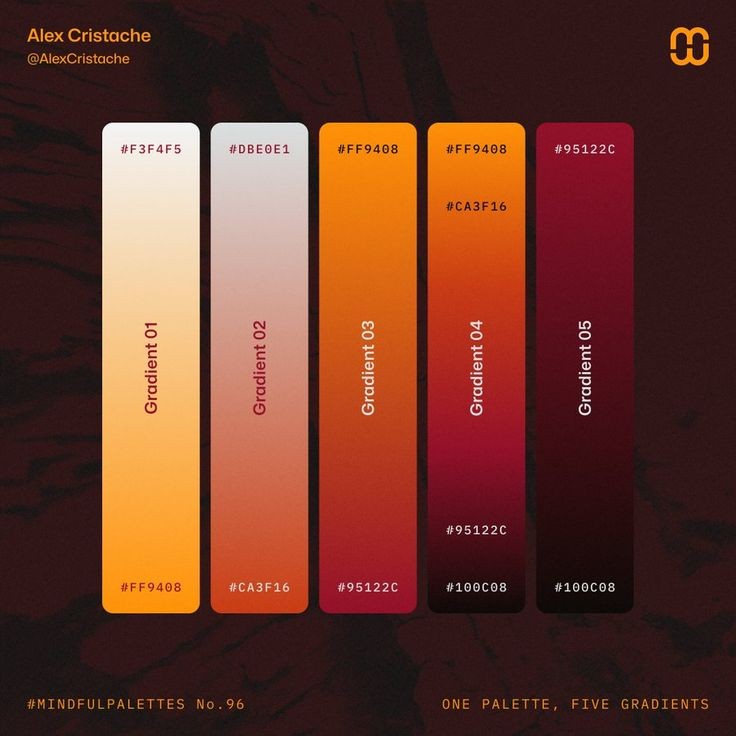 Alex Cristache
@AlexCristache
#F3F4F5
#DBE0E1
#FF9408
#FF9408
#95122C
#CA3F16
Gradient 01
Gradient 02
Gradient 03
Gradient 04
Gradient 05
#95122C
#FF9408
#CA3F16
#95122C
#100C08
#100C08
#MINDFULPALETTES No.96
ONE PALETTE, FIVE GRADIENTS